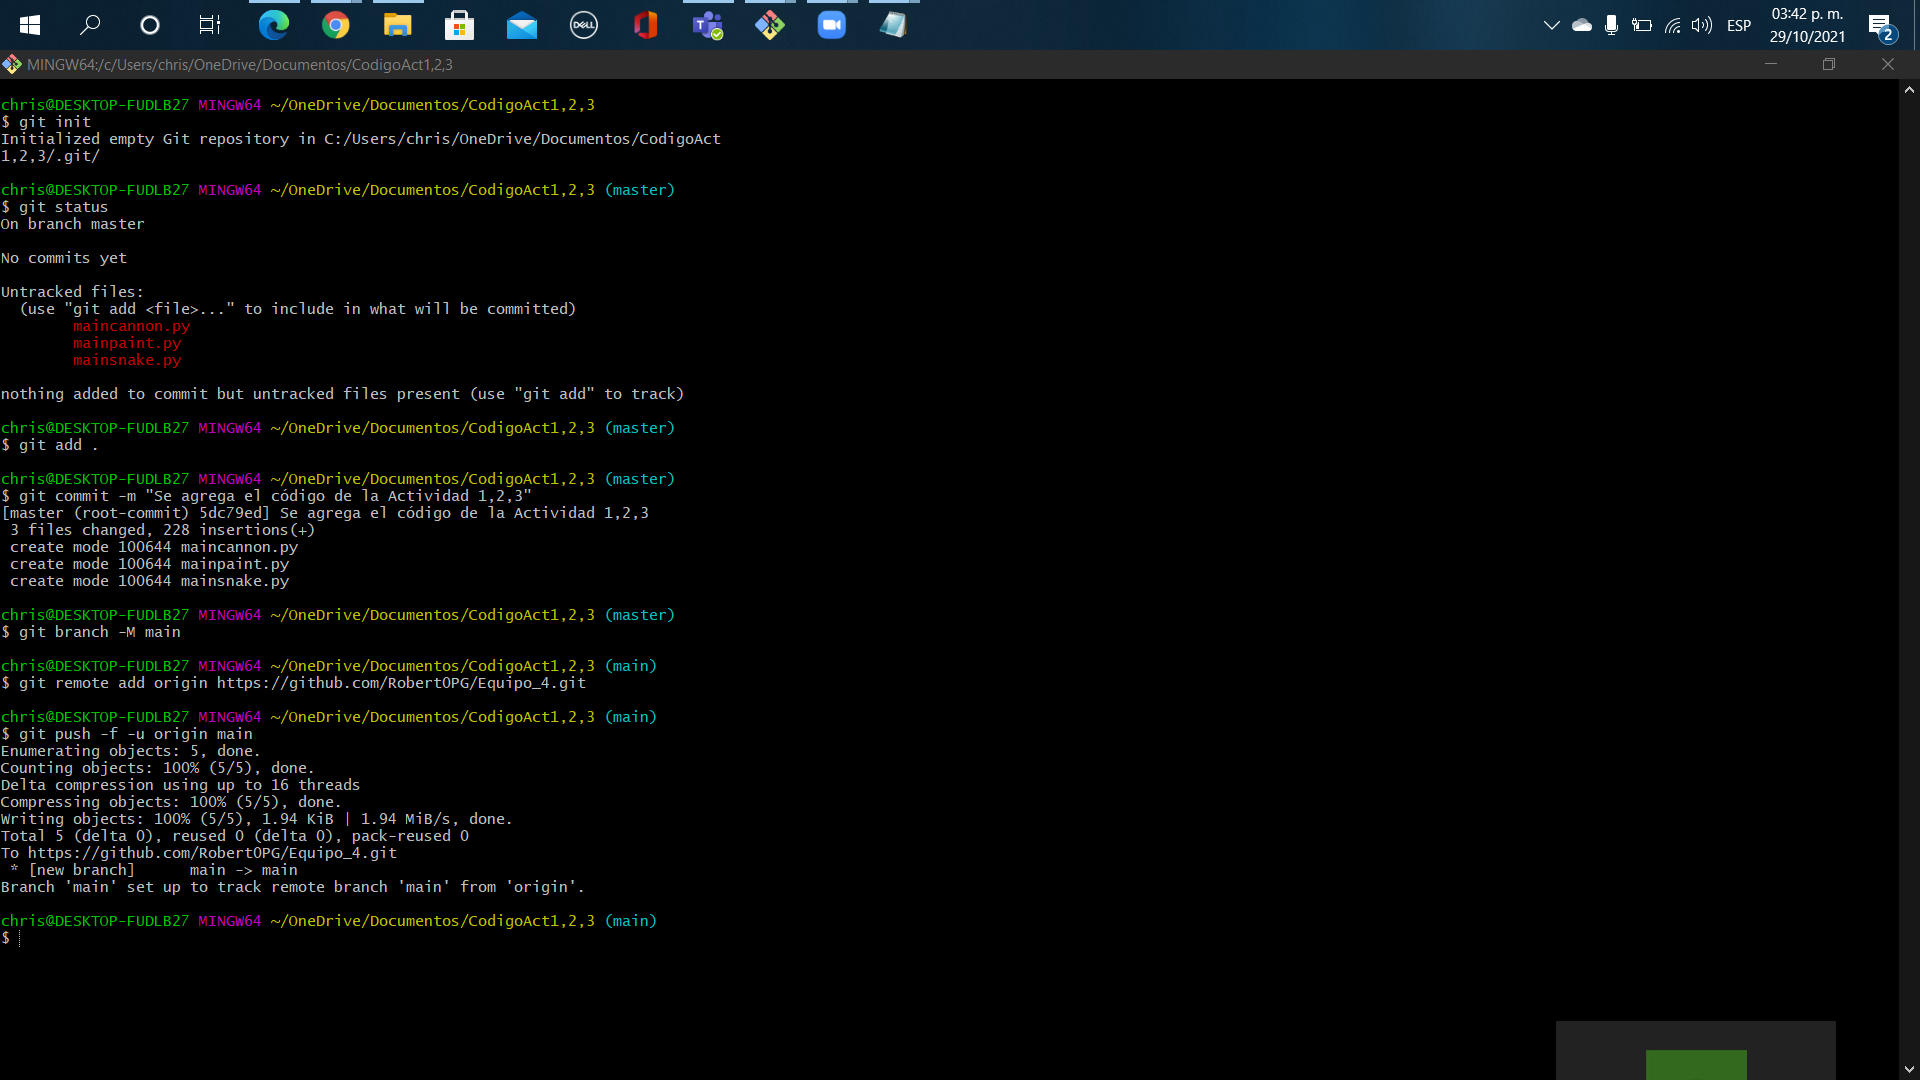 DELL
T
ESP
03:42 p. m.
29/10/2021
2
MINGW64:/c/Users/chris/OneDrive/Documentos/CodigoAct1,2,3
chris@DESKTOP-FUDLB27 MINGW64 ~/OneDrive/Documentos/CodigoAct1,2,3
$ git init
Initialized empty Git repository in C:/Users/chris/OneDrive/Documentos/CodigoAct
1,2,3/.git/
chris@DESKTOP-FUDLB27 MINGW64 ~/OneDrive/Documentos/CodigoAct1,2,3 (master)
$ git status
On branch master
No commits yet
Untracked files:
  (use "git add <file>..." to include in what will be committed)
        maincannon.py
        mainpaint.py
        mainsnake.py
nothing added to commit but untracked files present (use "git add" to track)
chris@DESKTOP-FUDLB27 MINGW64 ~/OneDrive/Documentos/CodigoAct1,2,3 (master)
$ git add .
chris@DESKTOP-FUDLB27 MINGW64 ~/OneDrive/Documentos/CodigoAct1,2,3 (master)
$ git commit -m "Se agrega el código de la Actividad 1,2,3"
[master (root-commit) 5dc79ed] Se agrega el código de la Actividad 1,2,3
 3 files changed, 228 insertions(+)
 create mode 100644 maincannon.py
 create mode 100644 mainpaint.py
 create mode 100644 mainsnake.py
chris@DESKTOP-FUDLB27 MINGW64 ~/OneDrive/Documentos/CodigoAct1,2,3 (master)
$ git branch -M main
chris@DESKTOP-FUDLB27 MINGW64 ~/OneDrive/Documentos/CodigoAct1,2,3 (main)
$ git remote add origin https://github.com/RobertOPG/Equipo_4.git
chris@DESKTOP-FUDLB27 MINGW64 ~/OneDrive/Documentos/CodigoAct1,2,3 (main)
$ git push -f -u origin main
Enumerating objects: 5, done.
Counting objects: 100% (5/5), done.
Delta compression using up to 16 threads
Compressing objects: 100% (5/5), done.
Writing objects: 100% (5/5), 1.94 KiB | 1.94 MiB/s, done.
Total 5 (delta 0), reused 0 (delta 0), pack-reused 0
To https://github.com/RobertOPG/Equipo_4.git
 * [new branch]      main -> main
Branch 'main' set up to track remote branch 'main' from 'origin'.
chris@DESKTOP-FUDLB27 MINGW64 ~/OneDrive/Documentos/CodigoAct1,2,3 (main)
$